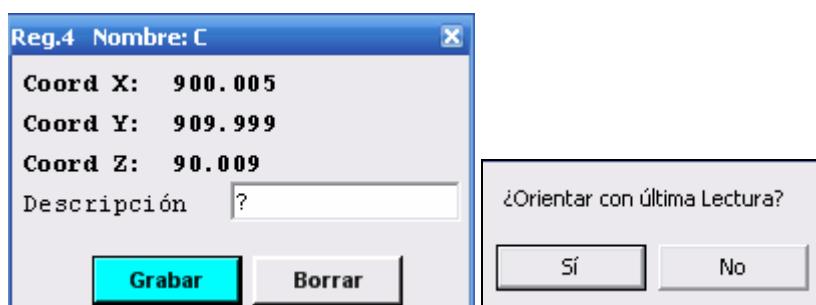 Reg.4 Nombre: C
Coord X: 900.005
Coord Y: 909.999
Coord Z: 90.009
Descripción ?
Grabar Borrar
¿Orientar con última Lectura?
Sí No